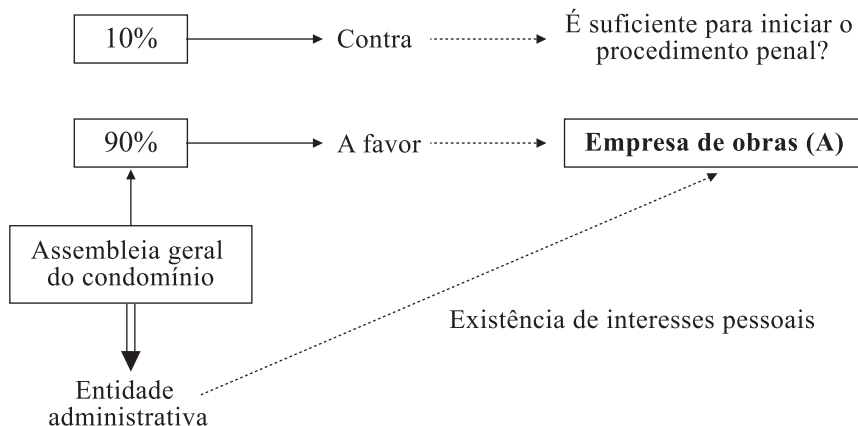 10%
Contra
É suficiente para iniciar o
procedimento penal?
90%
A favor
Empresa de obras (A)
Assembleia geral
do condomínio
Existência de interesses pessoais
Entidade
administrativa